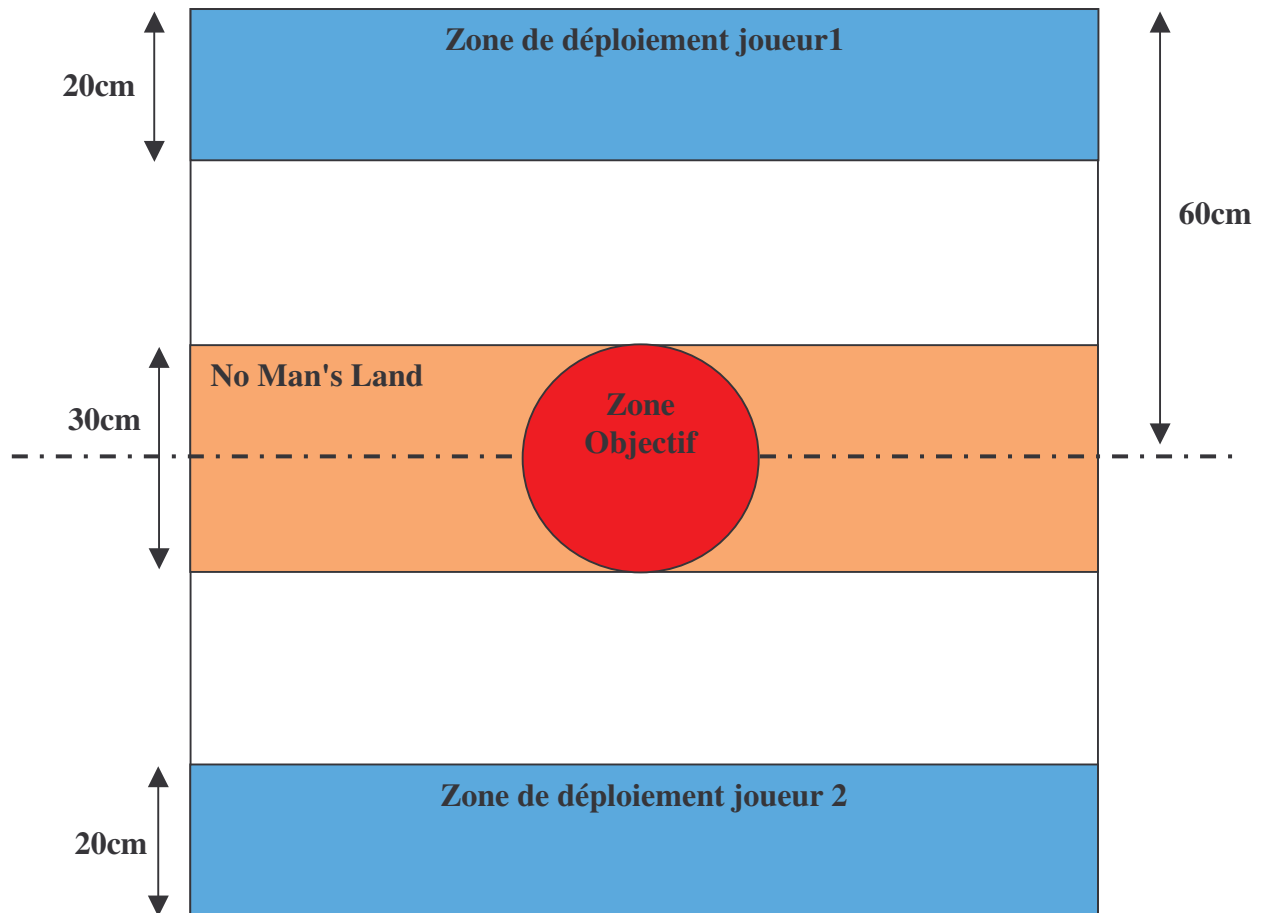 Zone de déploiement joueur1
20cm
60cm
No Man's Land
30cm
Zone
Objectif
Zone de déploiement joueur 2
20cm